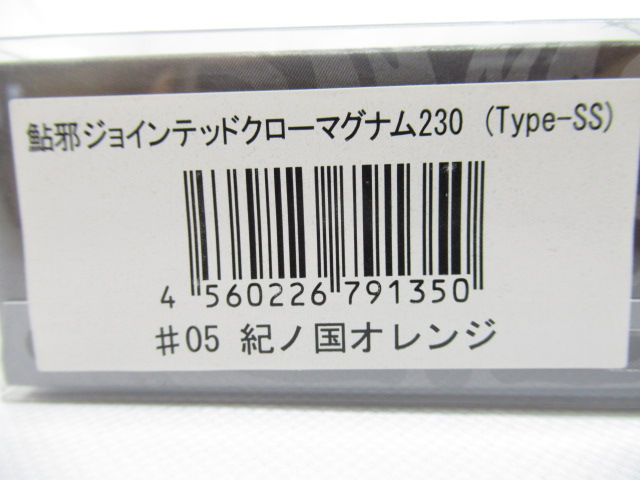 鮎邪ジョインテッドクローマグナム230 (Type-SS)
4 560226 791350
#05 紀ノ国オレンジ